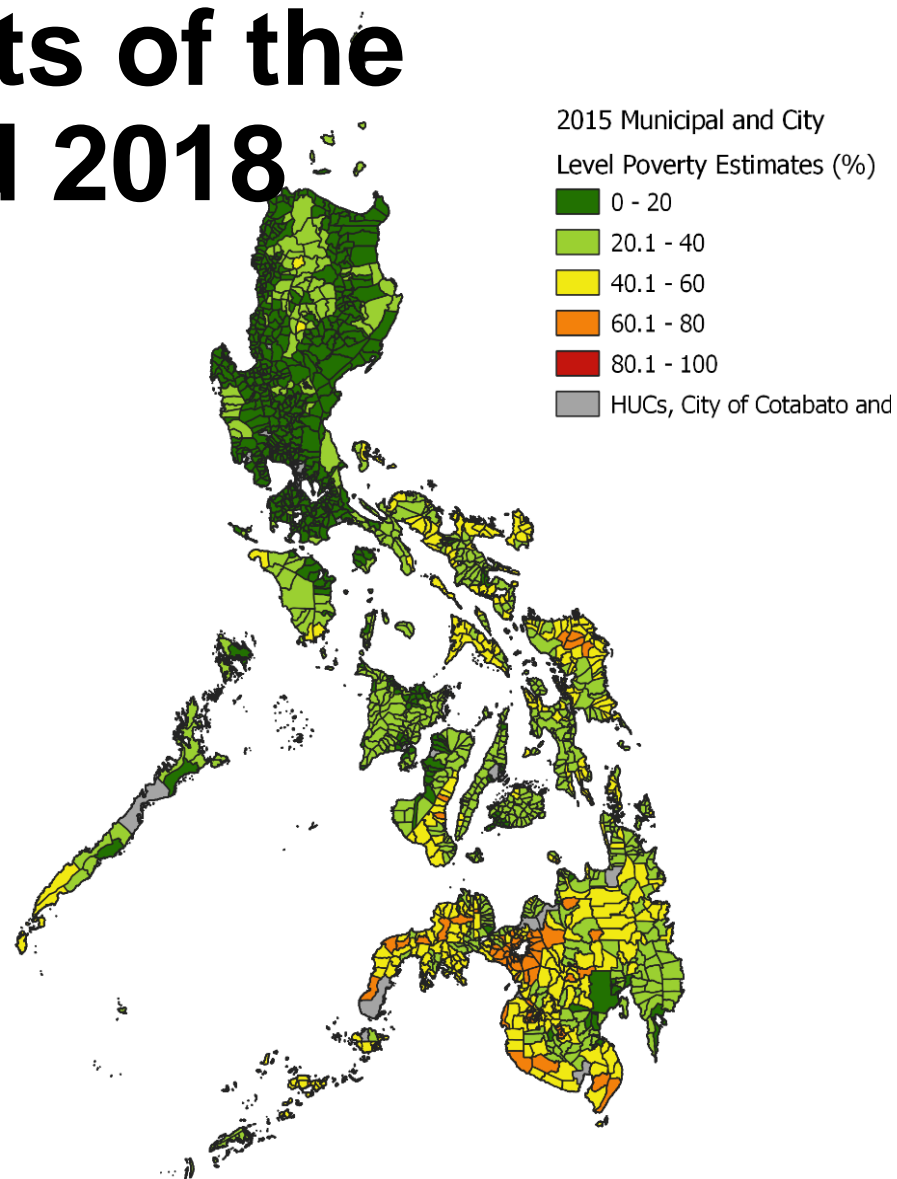 ts of the
2018
2015 Municipal and City
Level Poverty Estimates (%)
0 - 20
20.1 - 40
40.1 - 60
60.1 - 80
80.1 - 100
HUCs, City of Cotabato and